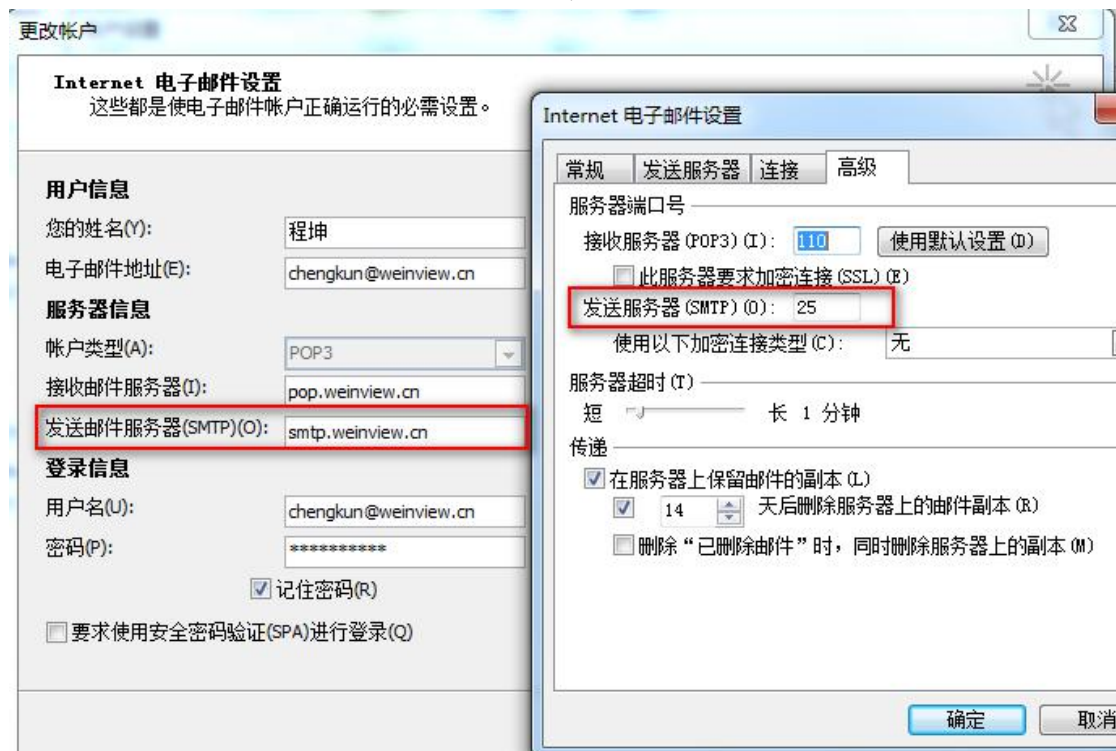 更改帐户
Internet 电子邮件设置
这些都是使电子邮件帐户正确运行的必需设置。
用户信息
您的姓名(Y): 程坤
电子邮件地址(E): chengkun@weinview.cn
服务器信息
帐户类型(A): POP3
接收邮件服务器(I): pop.weinview.cn
发送邮件服务器(SMTP)(O): smtp.weinview.cn
登录信息
用户名(U): chengkun@weinview.cn
密码(P): **********
记住密码(R)
要求使用安全密码验证(SPA)进行登录(Q)
Internet 电子邮件设置
常规 发送服务器 连接 高级
服务器端口号
接收服务器(POP3)(I): 110 使用默认设置(D)
此服务器要求加密连接(SSL)(E)
发送服务器(SMTP)(O): 25
使用以下加密连接类型(C): 无
服务器超时(T)
短 长 1 分钟
传递
在服务器上保留邮件的副本(L)
14 天后删除服务器上的邮件副本(R)
删除“已删除邮件”时，同时删除服务器上的副本(M)
确定 取消